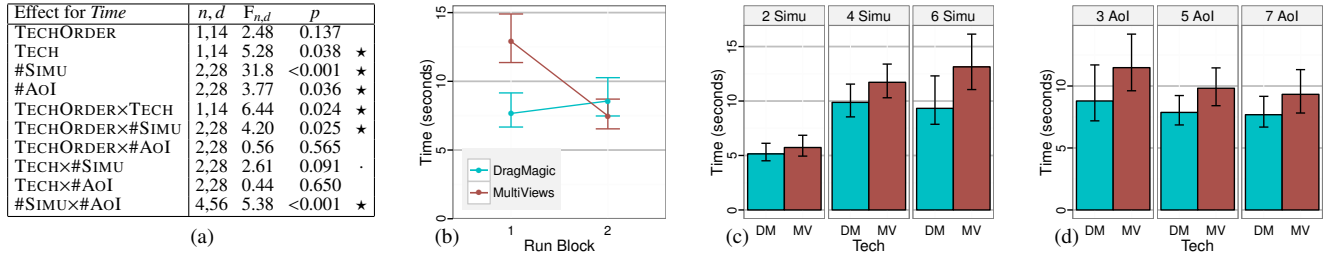 Effect for Time n, d Fn,d p
TECHORDER 1,14 2.48 0.137
TECH 1,14 5.28 0.038 ★
#SIMU 2,28 31.8 <0.001 ★
#AOI 2,28 3.77 0.036 ★
TECHORDER×TECH 1,14 6.44 0.024 ★
TECHORDER×#SIMU 2,28 4.20 0.025 ★
TECHORDER×#AOI 2,28 0.56 0.565
TECH×#SIMU 2,28 2.61 0.091 ·
TECH×#AOI 2,28 0.44 0.650
#SIMU×#AOI 4,56 5.38 <0.001 ★
(a)
Time (seconds)
15
10
5
0
DragMagic
MultiViews
1 2
Run Block
(b)
2 Simu 4 Simu 6 Simu
Time (seconds)
15
10
5
0
DM MV DM MV DM MV
Tech
(c)
3 AoI 5 AoI 7 AoI
Time (seconds)
10
5
0
DM MV DM MV DM MV
Tech
(d)